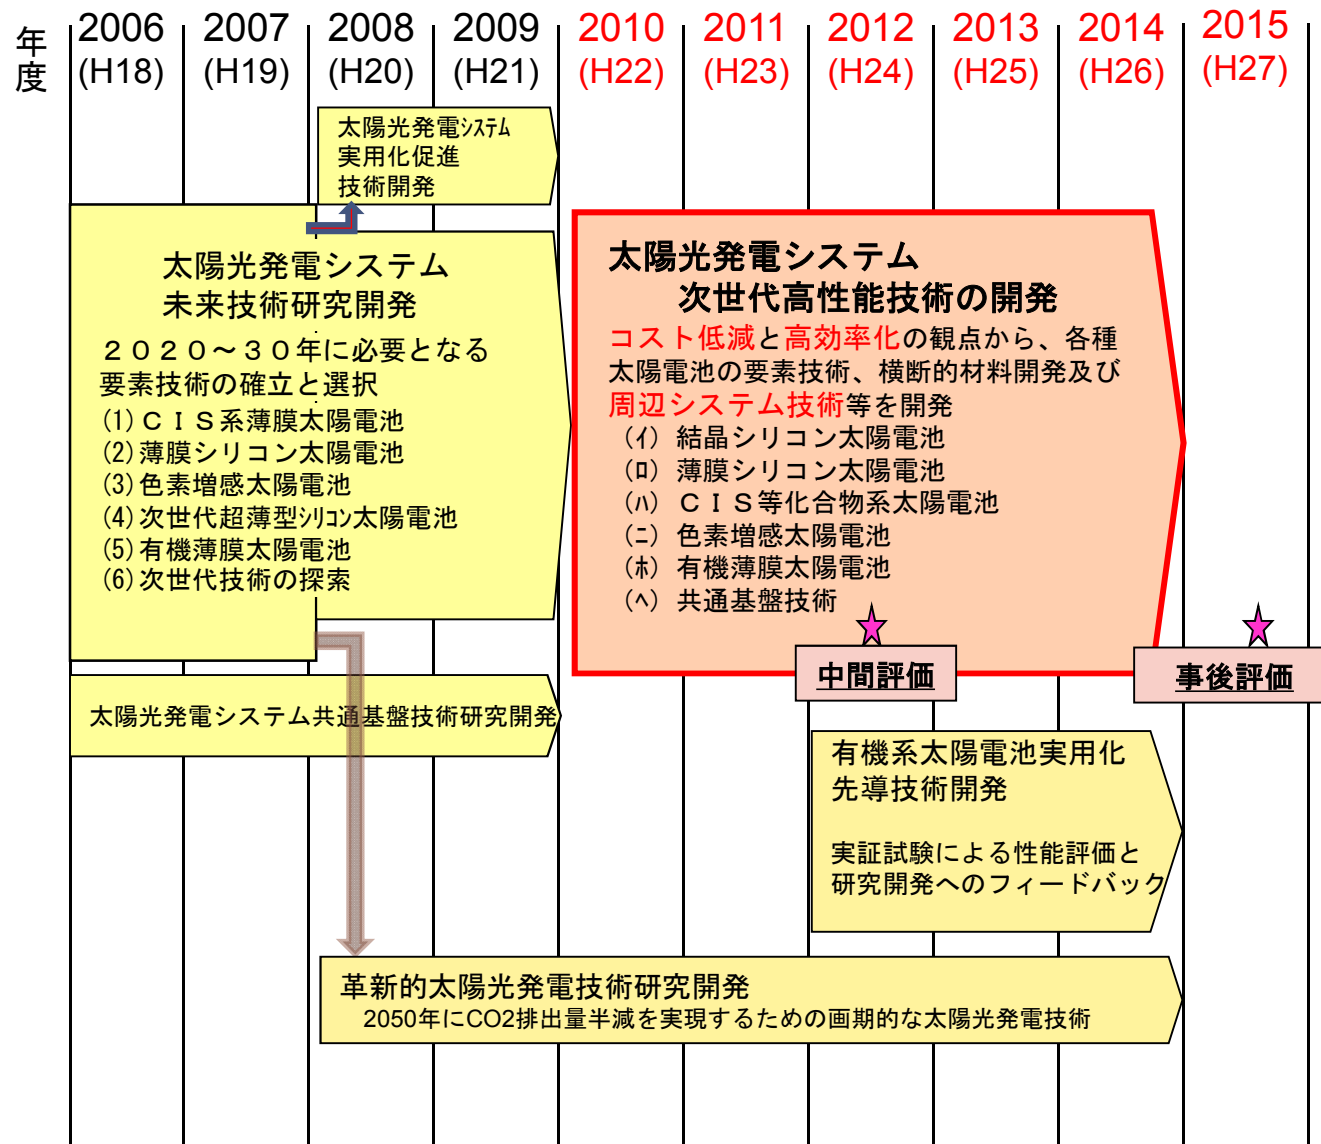 年度
2006 2007 2008 2009 2010 2011 2012 2013 2014 2015
(H18) (H19) (H20) (H21) (H22) (H23) (H24) (H25) (H26) (H27)
太陽光発電ｼｽﾃﾑ
実用化促進
技術開発
太陽光発電システム
未来技術研究開発
２０２０～３０年に必要となる
要素技術の確立と選択
(1)ＣＩＳ系薄膜太陽電池
(2)薄膜シリコン太陽電池
(3)色素増感太陽電池
(4)次世代超薄型ｼﾘｺﾝ太陽電池
(5)有機薄膜太陽電池
(6)次世代技術の探索
太陽光発電システム
次世代高性能技術の開発
コスト低減と高効率化の観点から、各種
太陽電池の要素技術、横断的材料開発及び
周辺システム技術等を開発
(ｲ) 結晶シリコン太陽電池
(ﾛ) 薄膜シリコン太陽電池
(ﾊ) ＣＩＳ等化合物系太陽電池
(ﾆ) 色素増感太陽電池
(ﾎ) 有機薄膜太陽電池
(ﾍ) 共通基盤技術
中間評価
事後評価
太陽光発電システム共通基盤技術研究開発
有機系太陽電池実用化
先導技術開発
実証試験による性能評価と
研究開発へのフィードバック
革新的太陽光発電技術研究開発
2050年にCO2排出量半減を実現するための画期的な太陽光発電技術